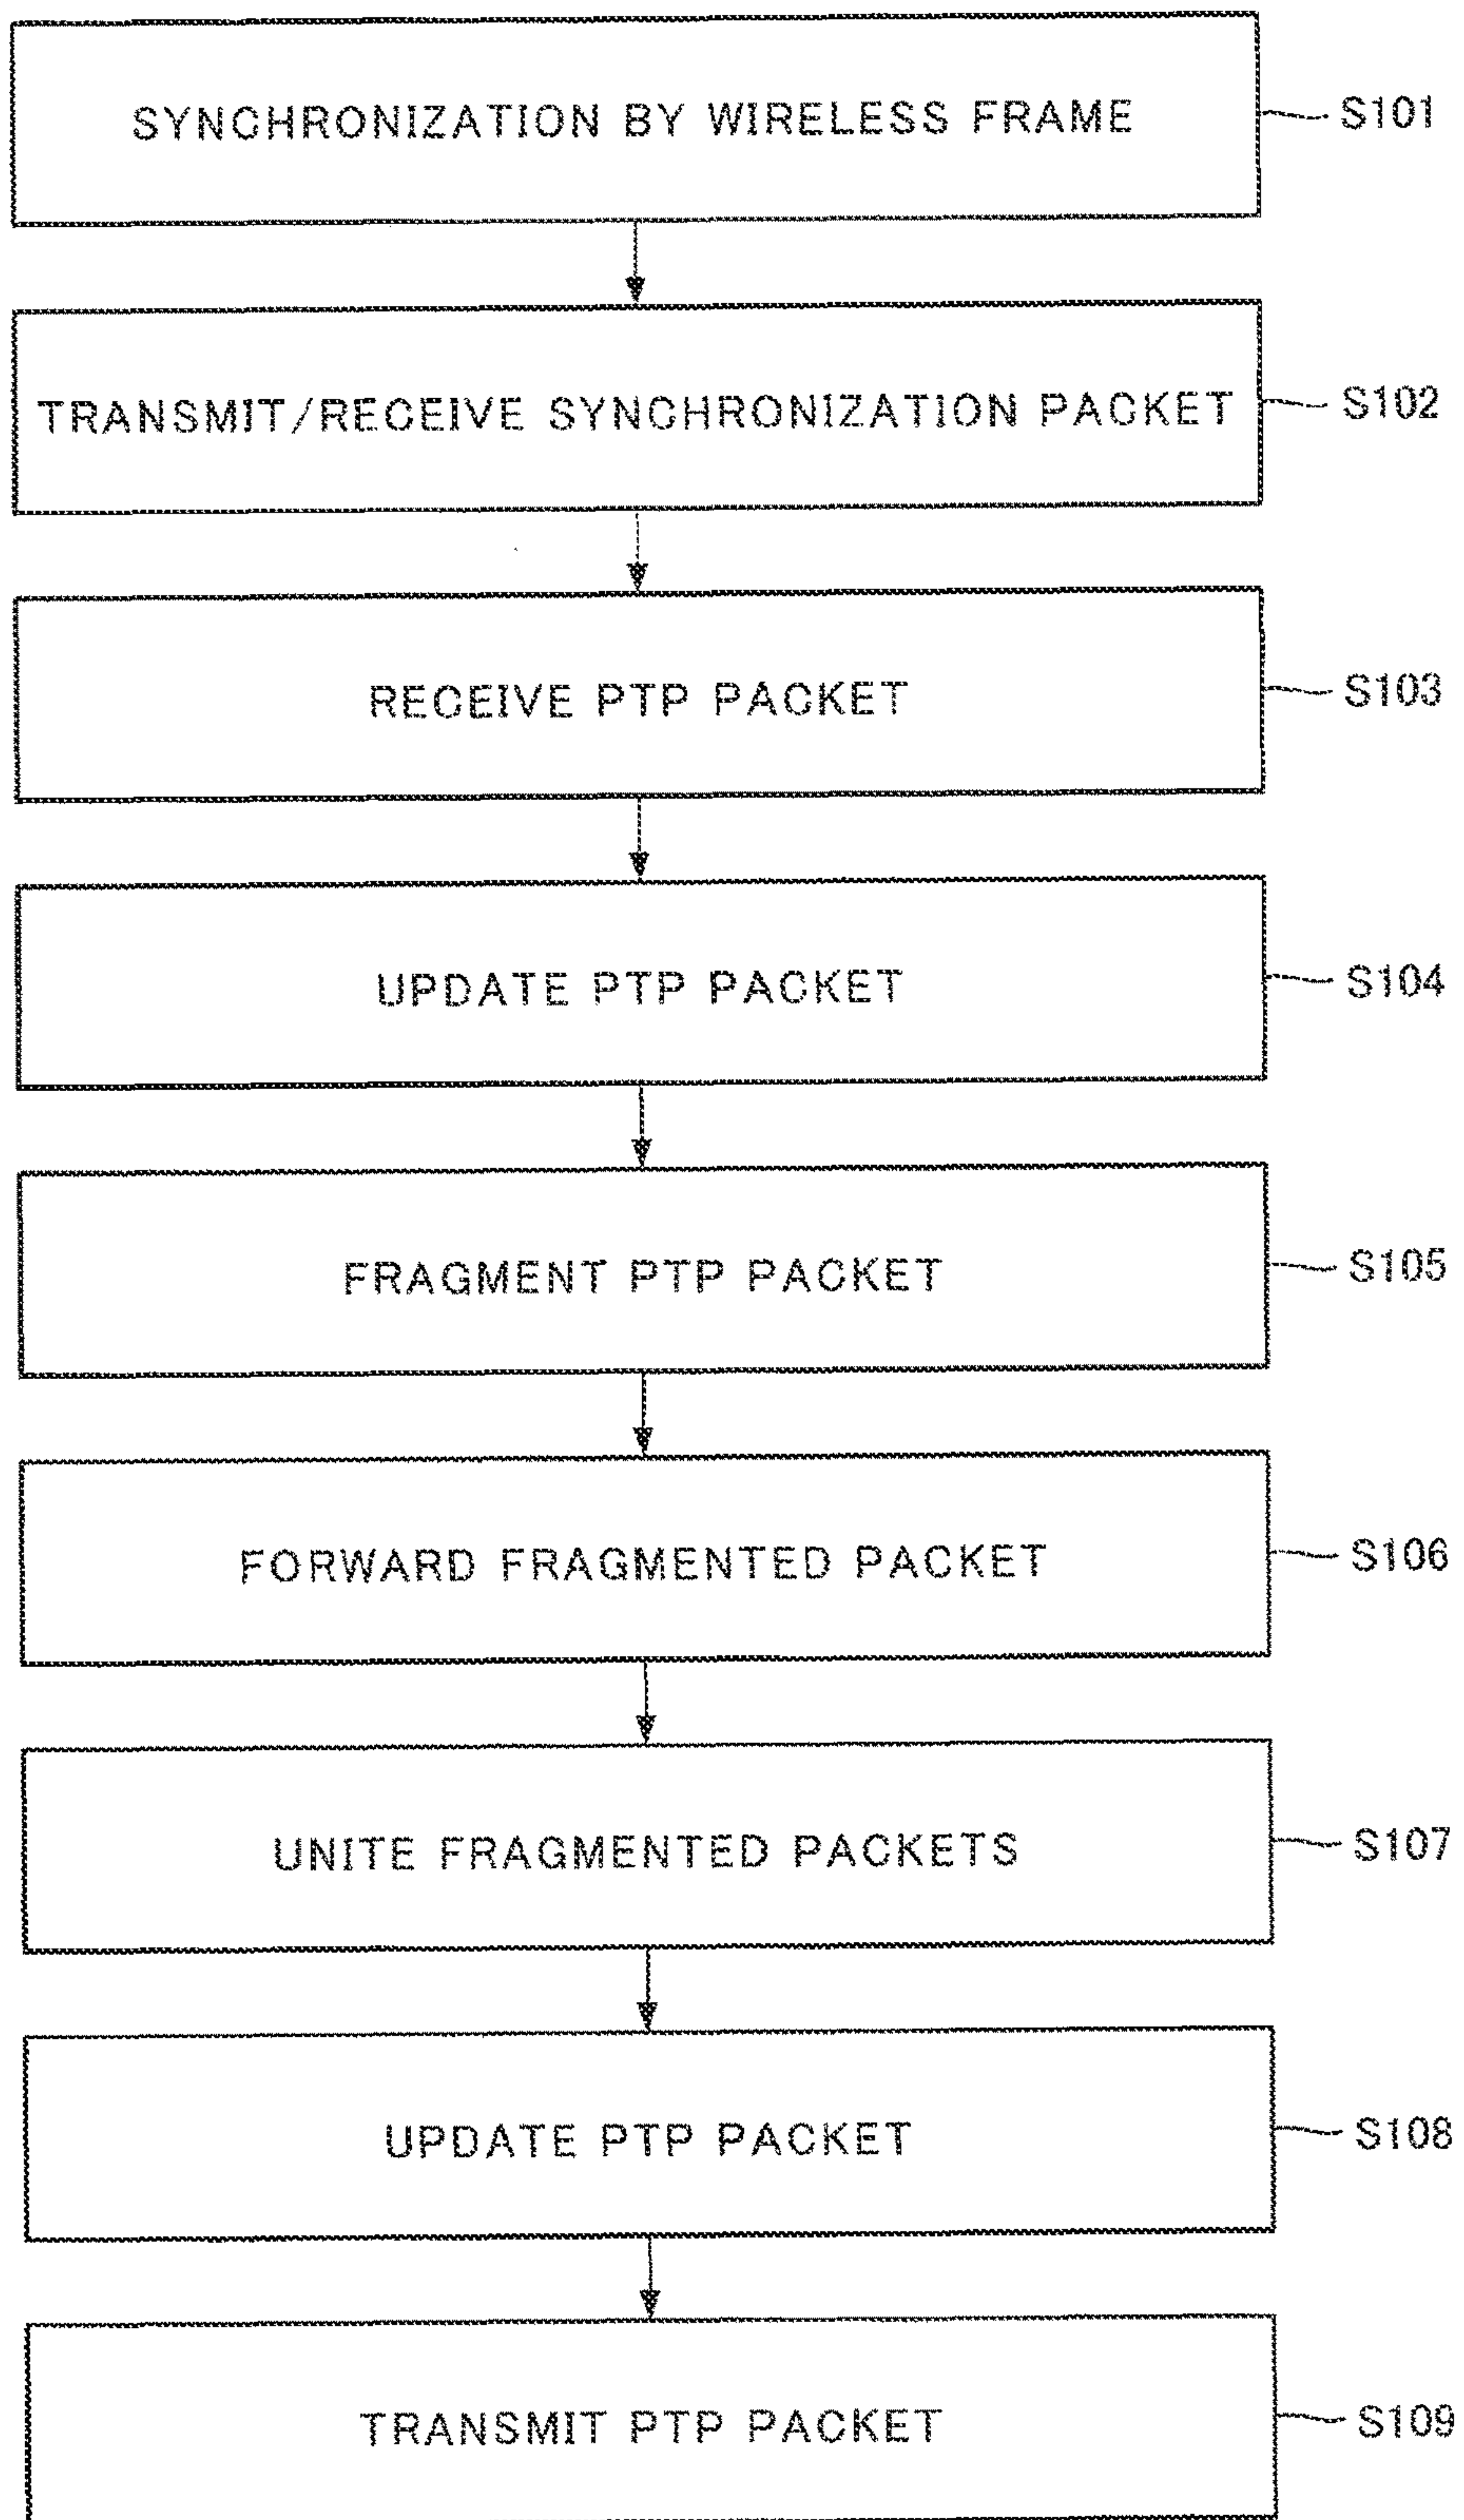 SYNCHRONIZATION BY WIRELESS FRAME S101
TRANSMIT/RECEIVE SYNCHRONIZATION PACKET S102
RECEIVE PTP PACKET S103
UPDATE PTP PACKET S104
FRAGMENT PTP PACKET S105
FORWARD FRAGMENTED PACKET S106
UNITE FRAGMENTED PACKETS S107
UPDATE PTP PACKET S108
TRANSMIT PTP PACKET S109